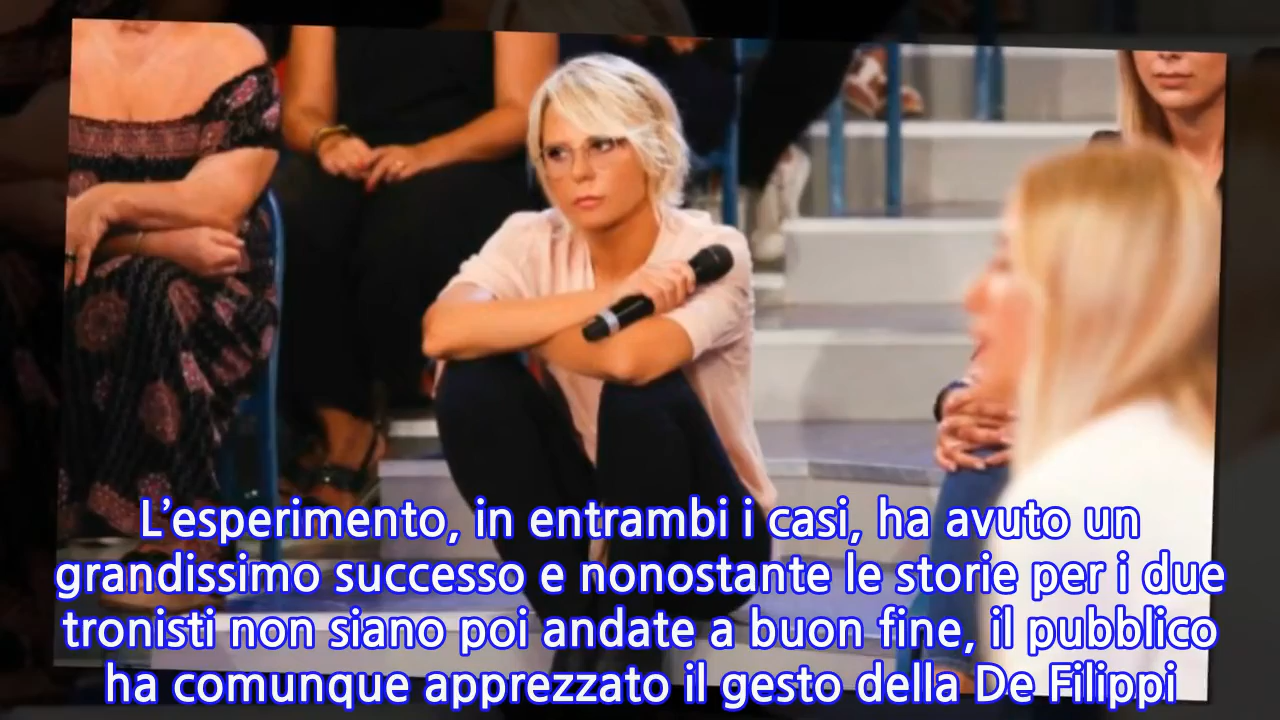 L’esperimento, in entrambi i casi, ha avuto un
grandissimo successo e nonostante le storie per i due
tronisti non siano poi andate a buon fine, il pubblico
ha comunque apprezzato il gesto della De Filippi